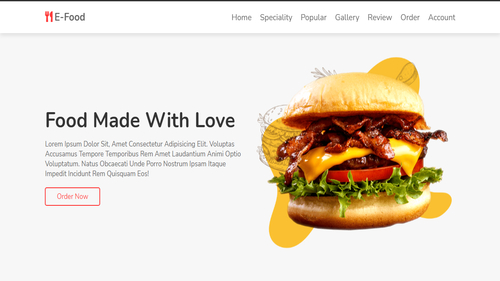 E-Food
Home Speciality Popular Gallery Review Order Account
Food Made With Love
Lorem Ipsum Dolor Sit, Amet Consectetur Adipisicing Elit. Voluptas
Accusamus Tempore Temporibus Rem Amet Laudantium Animi Optio
Voluptatum. Natus Obcaecati Unde Porro Nostrum Ipsam Itaque
Impedit Incidunt Rem Quisquam Eos!
Order Now